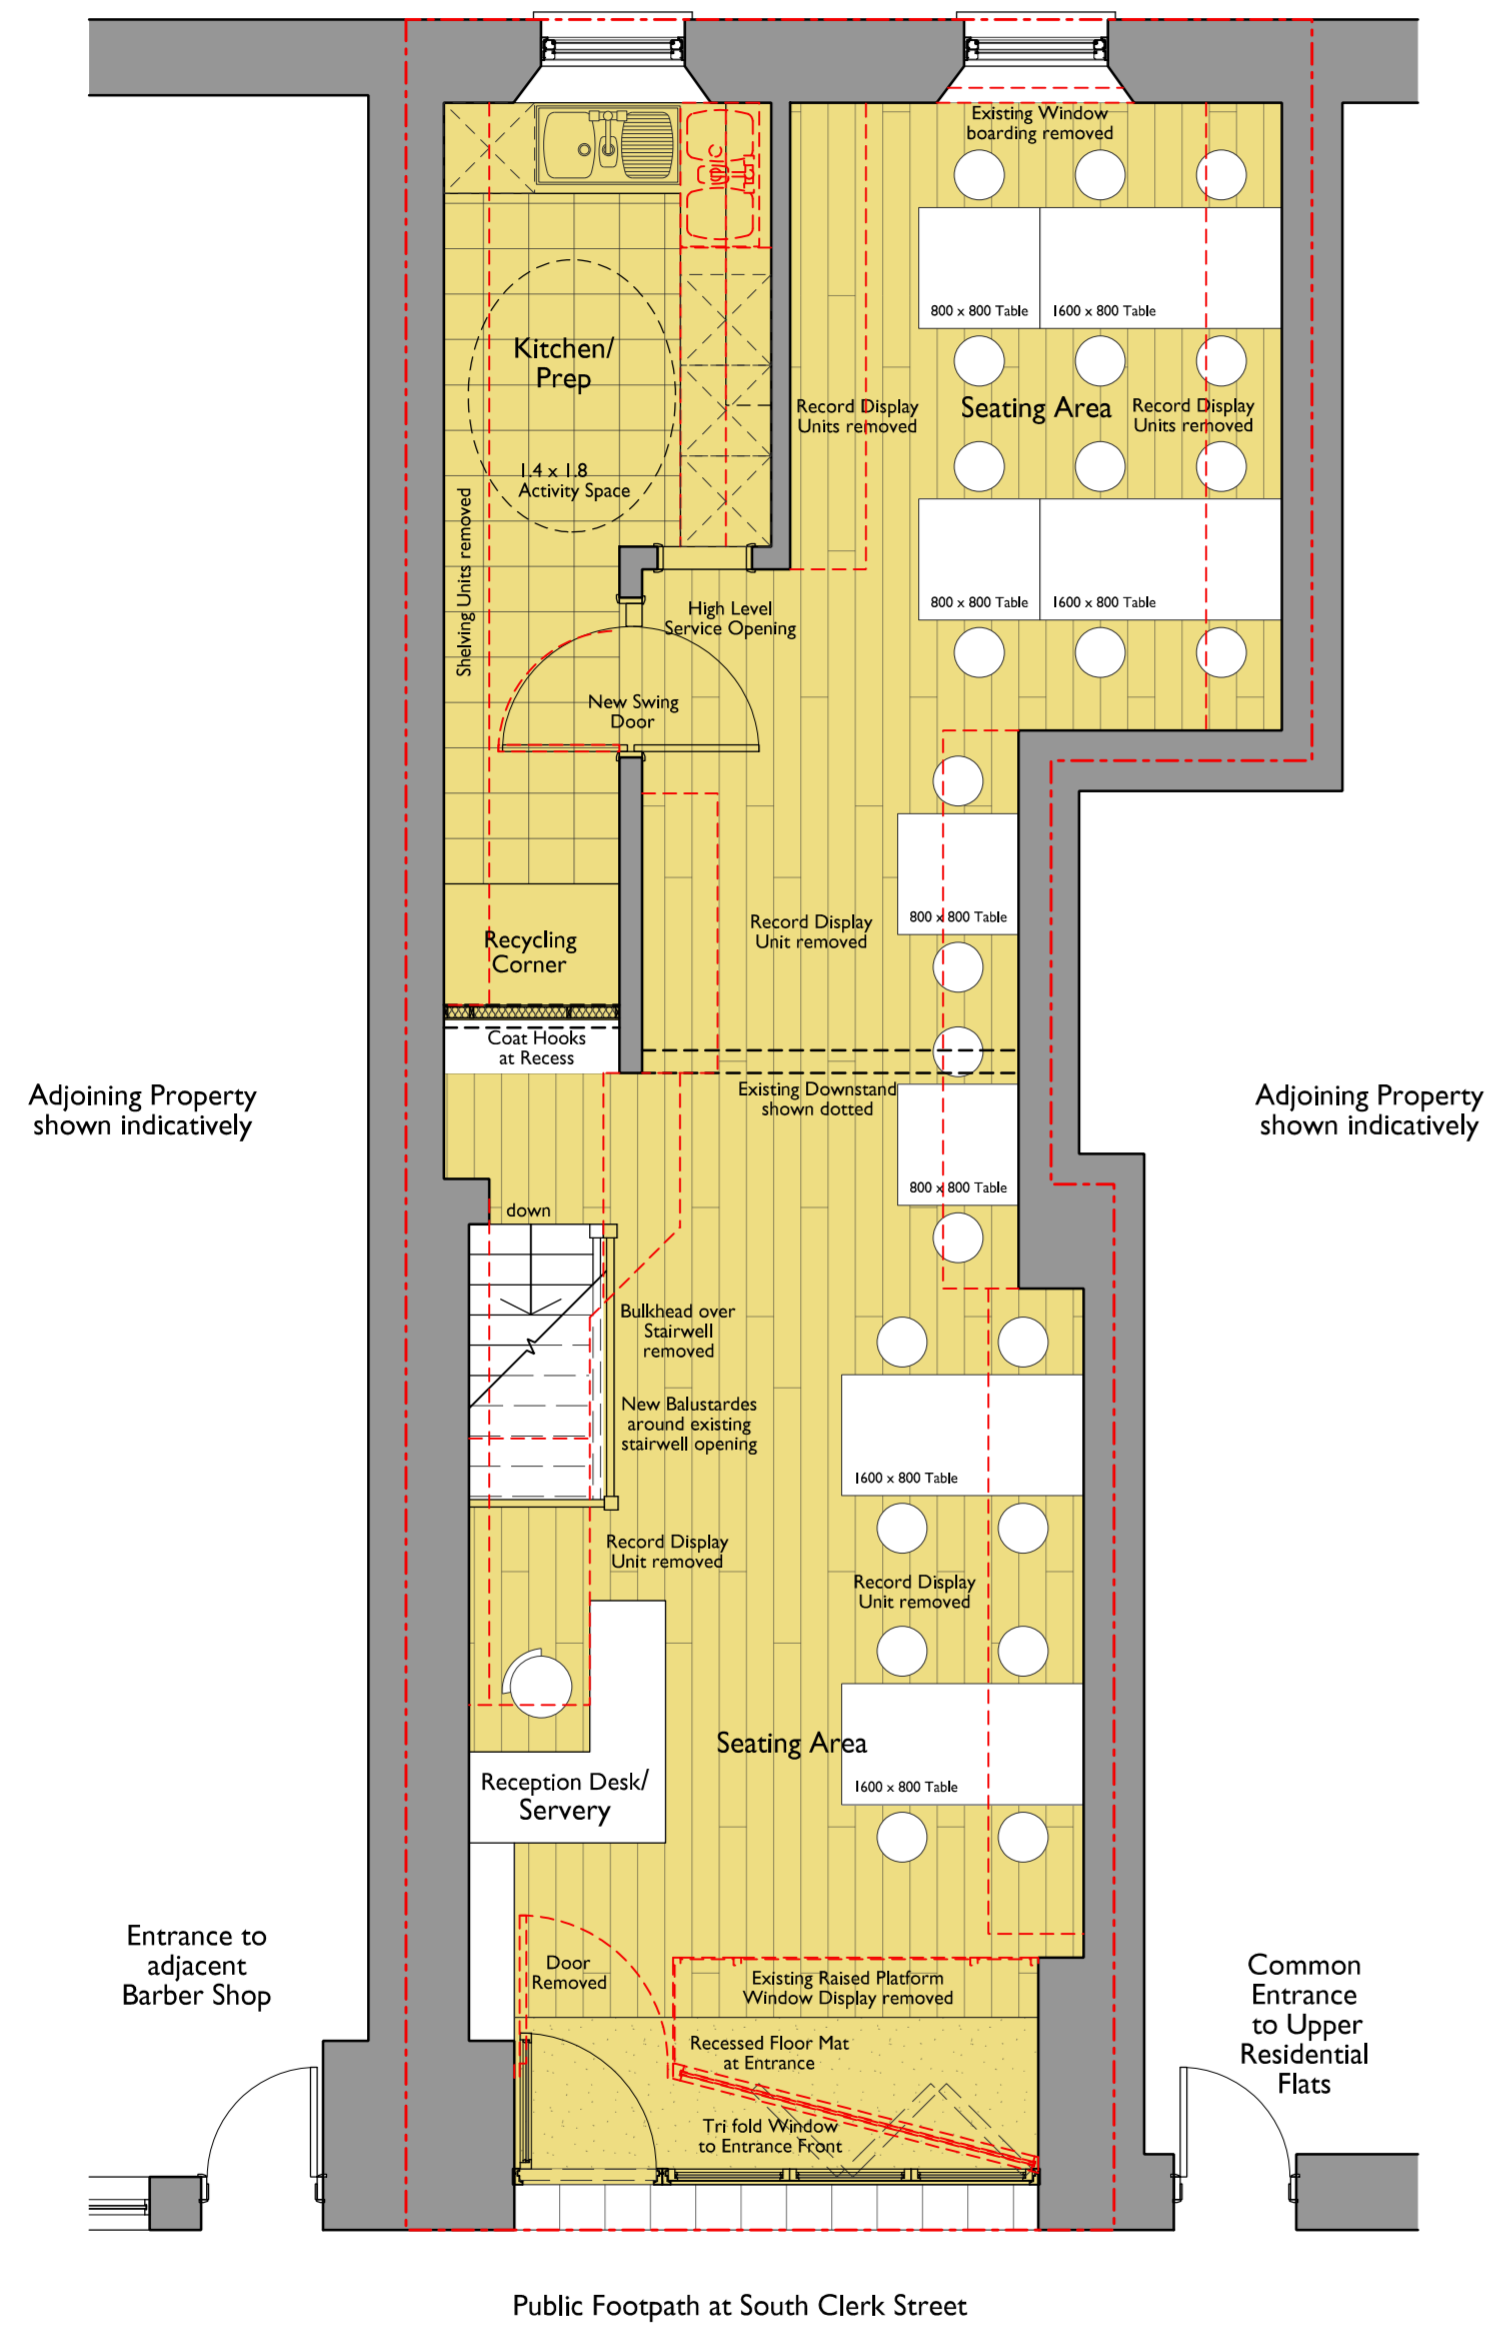 Existing Window
boarding removed
800 x 800 Table
1600 x 800 Table
Kitchen/
Prep
Record Display
Units removed
Seating Area
Record Display
Units removed
1.4 x 1.8
Activity Space
Shelving Units removed
800 x 800 Table
1600 x 800 Table
High Level
Service Opening
New Swing
Door
800 x 800 Table
Record Display
Unit removed
Recycling
Corner
Coat Hooks
at Recess
Existing Downstand
shown dotted
Adjoining Property
shown indicatively
Adjoining Property
shown indicatively
800 x 800 Table
down
Bulkhead over
Stairwell
removed
New Balustardes
around existing
stairwell opening
1600 x 800 Table
Record Display
Unit removed
Record Display
Unit removed
Seating Area
Reception Desk/
Servery
1600 x 800 Table
Entrance to
adjacent
Barber Shop
Door
Removed
Existing Raised Platform
Window Display removed
Common
Entrance
to Upper
Residential
Flats
Recessed Floor Mat
at Entrance
Tri fold Window
to Entrance Front
Public Footpath at South Clerk Street